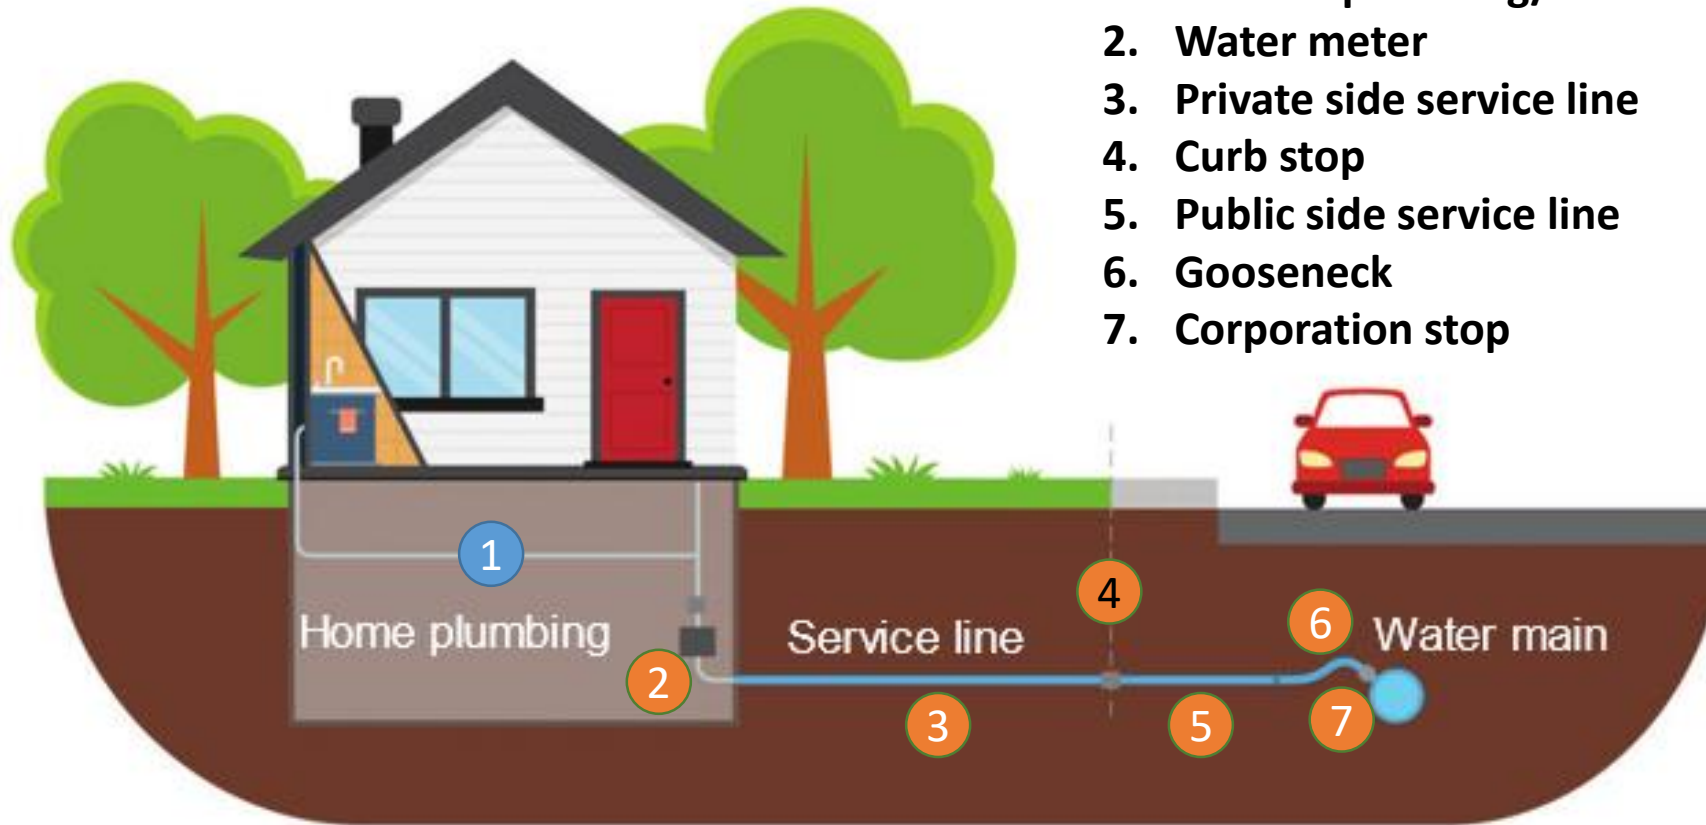 2. Water meter
3. Private side service line
4. Curb stop
5. Public side service line
6. Gooseneck
7. Corporation stop
1
4
6
Home plumbing
Service line
Water main
2
3
5
7